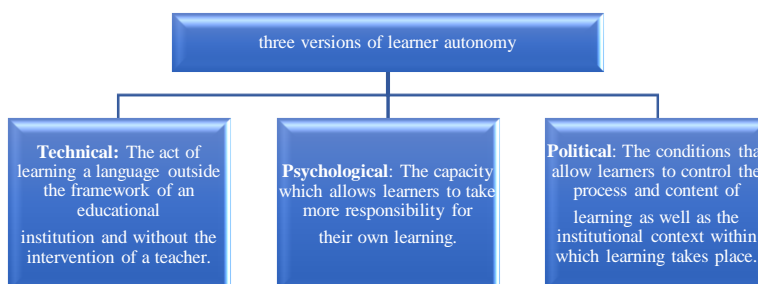 three versions of learner autonomy
Technical: The act of
learning a language outside
the framework of an
educational
institution and without the
intervention of a teacher.
Psychological: The capacity
which allows learners to take
more responsibility for
their own learning.
Political: The conditions tha
allow learners to control the
process and content of
learning as well as the
institutional context within
which learning takes place.